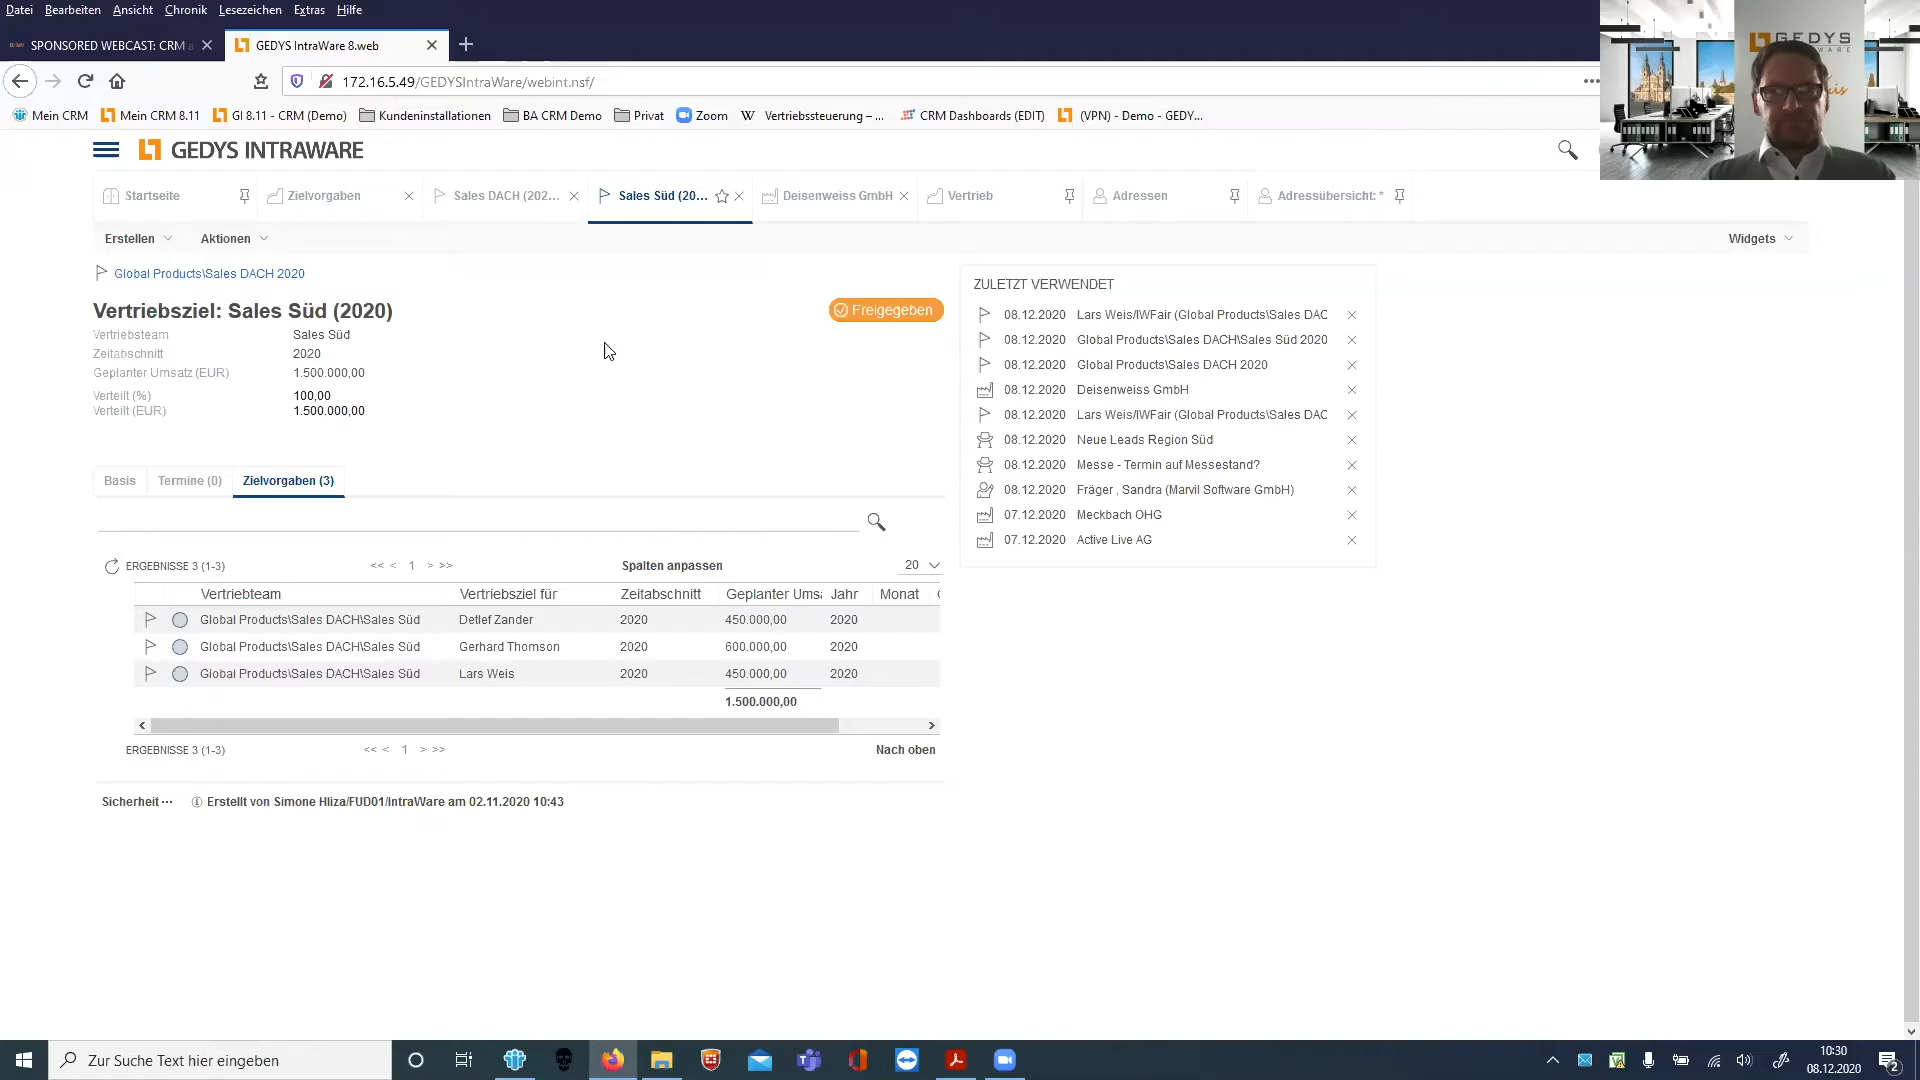 Datei Bearbeiten Ansicht Chronik Lesezeichen Extras Hilfe
SPONSORED WEBCAST: CRM a
GEDYS IntraWare 8.web
172.16.5.49/GEDYSIntraWare/webint.nsf/
Mein CRM Mein CRM 8.11 GI 8.11 - CRM (Demo) Kundeninstallationen BA CRM Demo Privat Zoom Vertriebssteuerung – ... CRM Dashboards (EDIT) (VPN) - Demo - GEDY...
GEDYS INTRAWARE
GEDYS
Startseite Zielvorgaben Sales DACH (202... Sales Süd (20... Deisenweiss GmbH Vertrieb Adressen Adressübersicht: *
Erstellen Aktionen Widgets
Global Products\Sales DACH 2020
Vertriebsziel: Sales Süd (2020)
Freigegeben
Vertriebsteam Sales Süd
Zeitabschnitt 2020
Geplanter Umsatz (EUR) 1.500.000,00
Verteilt (%) 100,00
Verteilt (EUR) 1.500.000,00
Basis Termine (0) Zielvorgaben (3)
ERGEBNISSE 3 (1-3) << < 1 > >> Spalten anpassen 20
Vertriebteam Vertriebsziel für Zeitabschnitt Geplanter Umsa Jahr Monat
Global Products\Sales DACH\Sales Süd Detlef Zander 2020 450.000,00 2020
Global Products\Sales DACH\Sales Süd Gerhard Thomson 2020 600.000,00 2020
Global Products\Sales DACH\Sales Süd Lars Weis 2020 450.000,00 2020
1.500.000,00
ERGEBNISSE 3 (1-3) << < 1 > >> Nach oben
Sicherheit ··· Erstellt von Simone Hliza/FUD01/IntraWare am 02.11.2020 10:43
ZULETZT VERWENDET
08.12.2020 Lars Weis/IWFair (Global Products\Sales DAC
08.12.2020 Global Products\Sales DACH\Sales Süd 2020
08.12.2020 Global Products\Sales DACH 2020
08.12.2020 Deisenweiss GmbH
08.12.2020 Lars Weis/IWFair (Global Products\Sales DAC
08.12.2020 Neue Leads Region Süd
08.12.2020 Messe - Termin auf Messestand?
08.12.2020 Fräger , Sandra (Marvil Software GmbH)
07.12.2020 Meckbach OHG
07.12.2020 Active Live AG
Zur Suche Text hier eingeben
10:30
08.12.2020
2